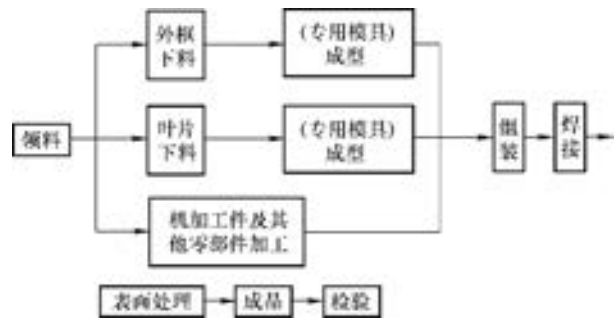 外框
下料
(专用模具)
成型
领料
叶片
下料
(专用模具)
成型
组
装
焊
接
机加工件及其
他零部件加工
表面处理
成品
检验